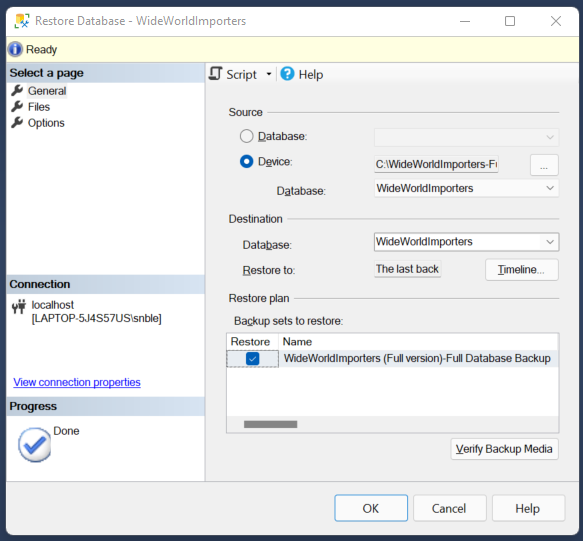 Restore Database - WideWorldImporters
Ready
Select a page
General
Files
Options
Script
Help
Source
Database:
Device:
C:\WideWorldImporters-Fu
...
Database:
WideWorldImporters
Destination
Database:
WideWorldImporters
Restore to:
The last back
Timeline...
Restore plan
Backup sets to restore:
Restore Name
WideWorldImporters (Full version)-Full Database Backup
Verify Backup Media
Connection
localhost
[LAPTOP-5J4S57US\snble]
View connection properties
Progress
Done
OK
Cancel
Help